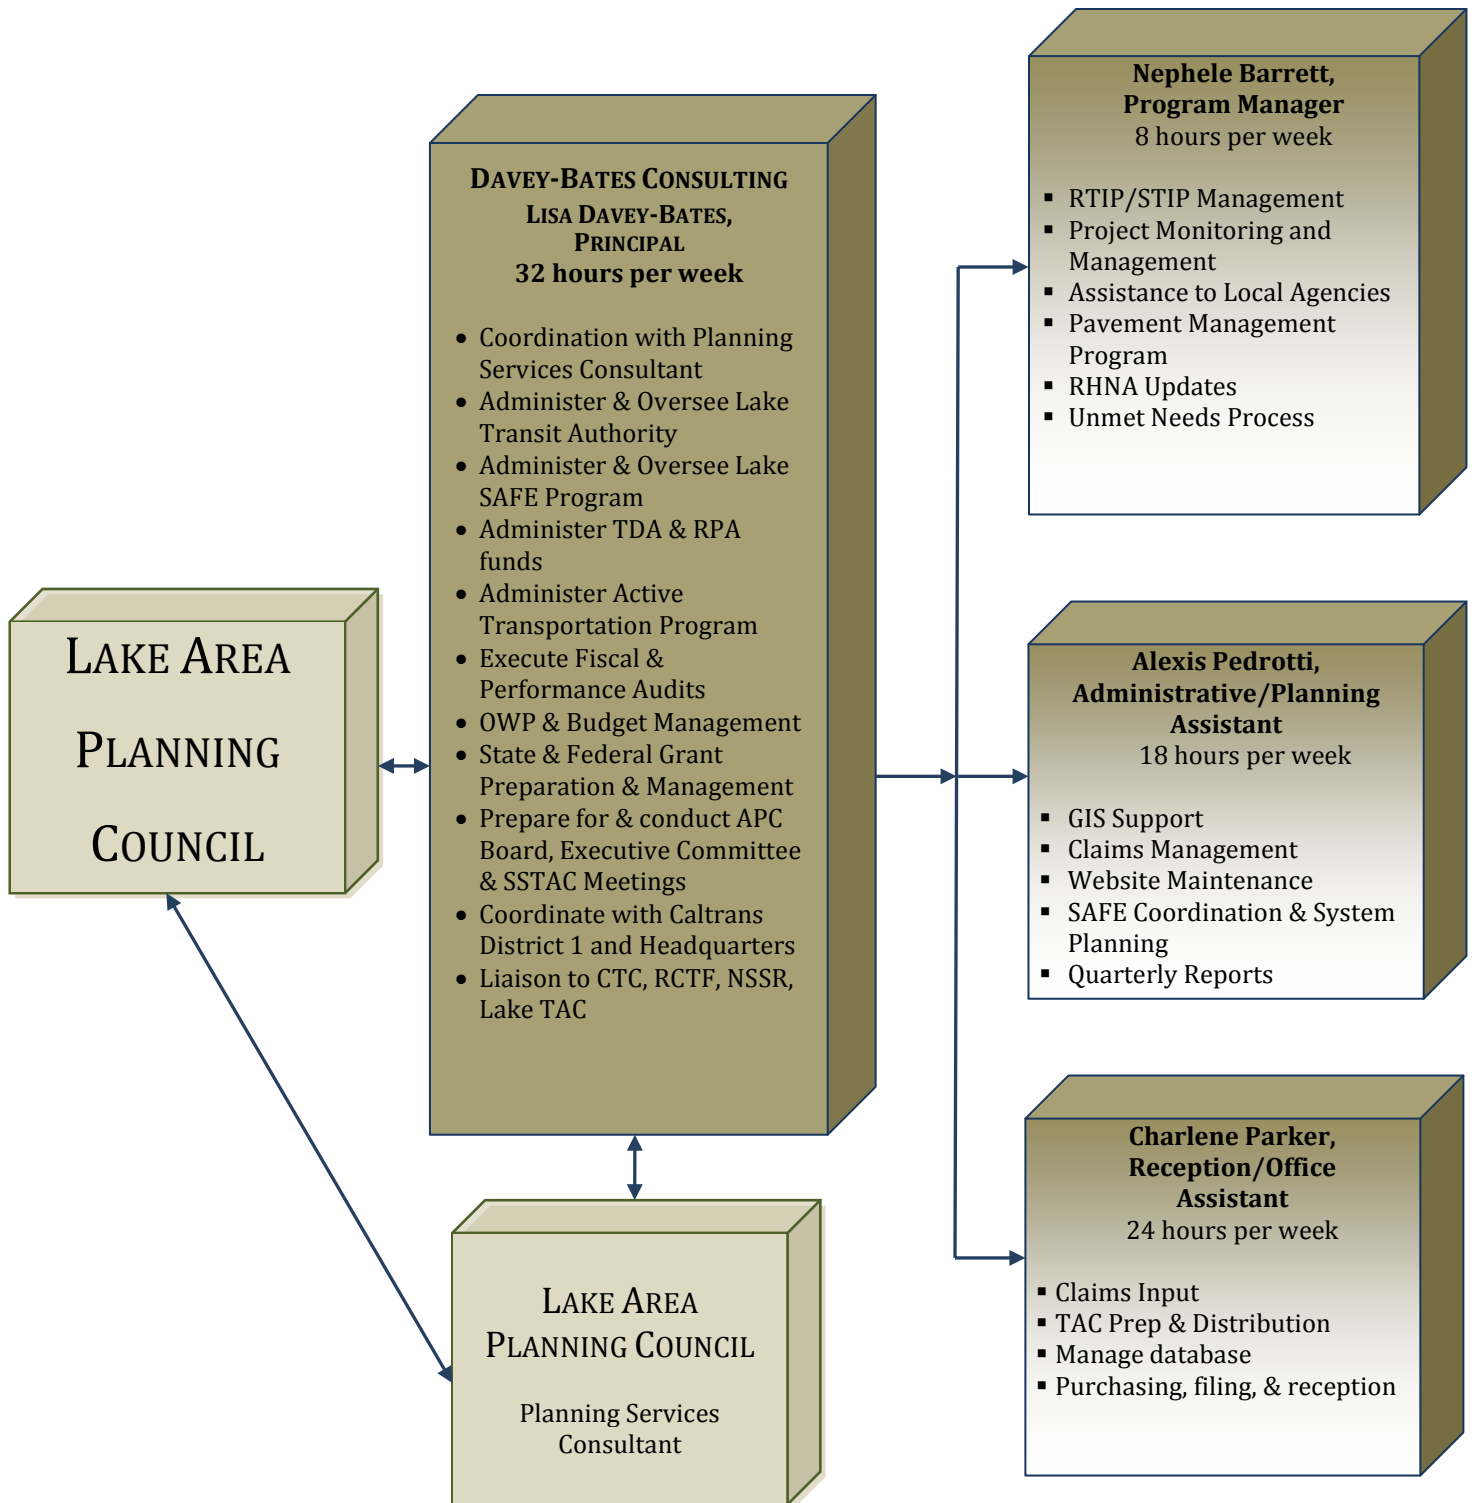 LAKE AREA
PLANNING
COUNCIL
DAVEY-BATES CONSULTING
LISA DAVEY-BATES,
PRINCIPAL
32 hours per week
• Coordination with Planning
Services Consultant
• Administer & Oversee Lake
Transit Authority
• Administer & Oversee Lake
SAFE Program
• Administer TDA & RPA
funds
• Administer Active
Transportation Program
• Execute Fiscal &
Performance Audits
• OWP & Budget Management
• State & Federal Grant
Preparation & Management
• Prepare for & conduct APC
Board, Executive Committee
& SSTAC Meetings
• Coordinate with Caltrans
District 1 and Headquarters
• Liaison to CTC, RCTF, NSSR,
Lake TAC
LAKE AREA
PLANNING COUNCIL
Planning Services
Consultant
Nephele Barrett,
Program Manager
8 hours per week
▪ RTIP/STIP Management
▪ Project Monitoring and
Management
▪ Assistance to Local Agencies
▪ Pavement Management
Program
▪ RHNA Updates
▪ Unmet Needs Process
Alexis Pedrotti,
Administrative/Planning
Assistant
18 hours per week
▪ GIS Support
▪ Claims Management
▪ Website Maintenance
▪ SAFE Coordination & System
Planning
▪ Quarterly Reports
Charlene Parker,
Reception/Office
Assistant
24 hours per week
▪ Claims Input
▪ TAC Prep & Distribution
▪ Manage database
▪ Purchasing, filing, & reception